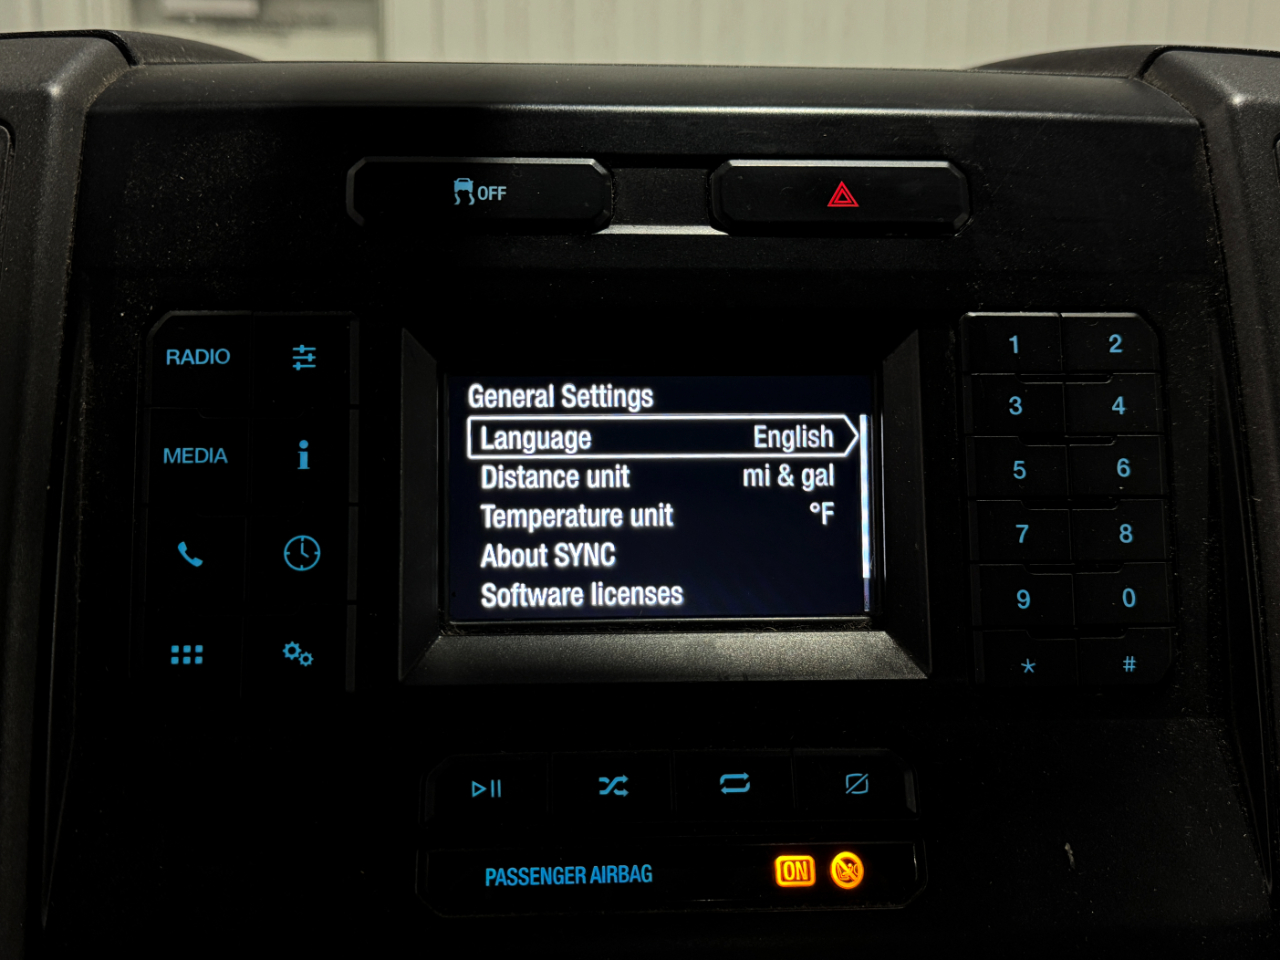 OFF
RADIO
MEDIA
General Settings
Language English
Distance unit mi & gal
Temperature unit °F
About SYNC
Software licenses
1 2
3 4
5 6
7 8
9 0
* #
PASSENGER AIRBAG ON